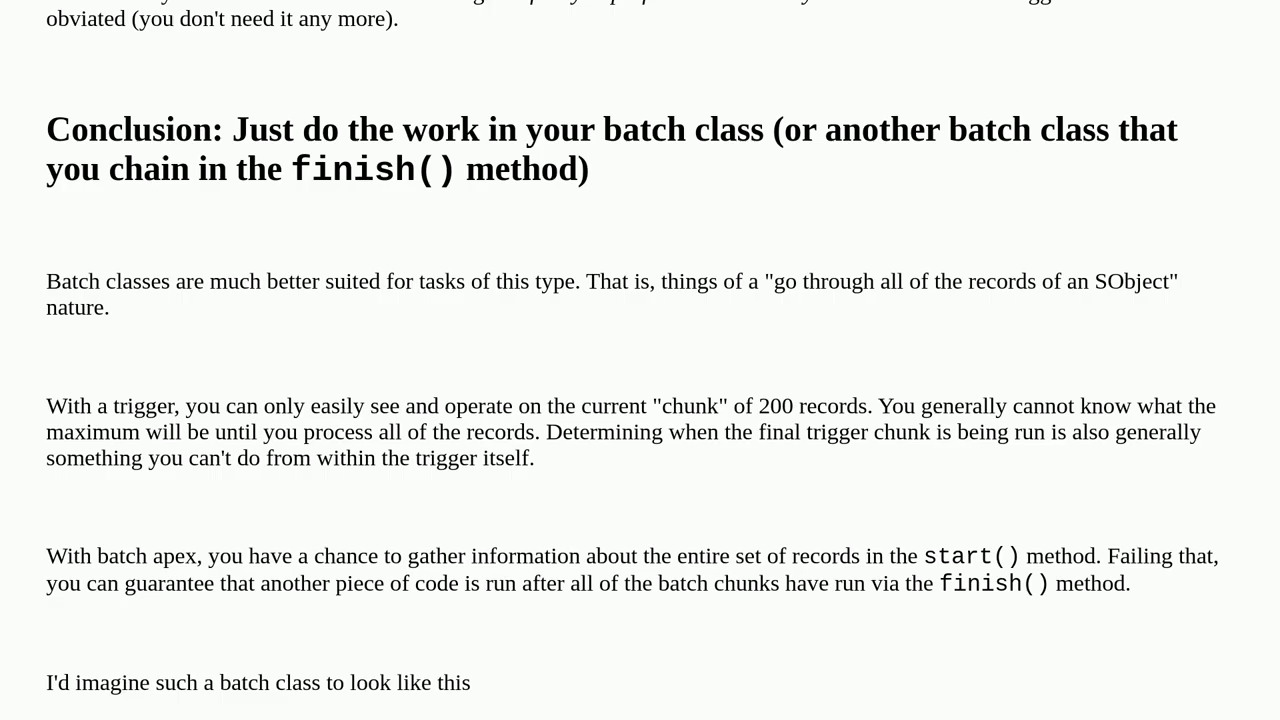 obviated (you don't need it any more).
Conclusion: Just do the work in your batch class (or another batch class that
you chain in the finish() method)
Batch classes are much better suited for tasks of this type. That is, things of a "go through all of the records of an SObject"
nature.
With a trigger, you can only easily see and operate on the current "chunk" of 200 records. You generally cannot know what the
maximum will be until you process all of the records. Determining when the final trigger chunk is being run is also generally
something you can't do from within the trigger itself.
With batch apex, you have a chance to gather information about the entire set of records in the start() method. Failing that,
you can guarantee that another piece of code is run after all of the batch chunks have run via the finish() method.
I'd imagine such a batch class to look like this